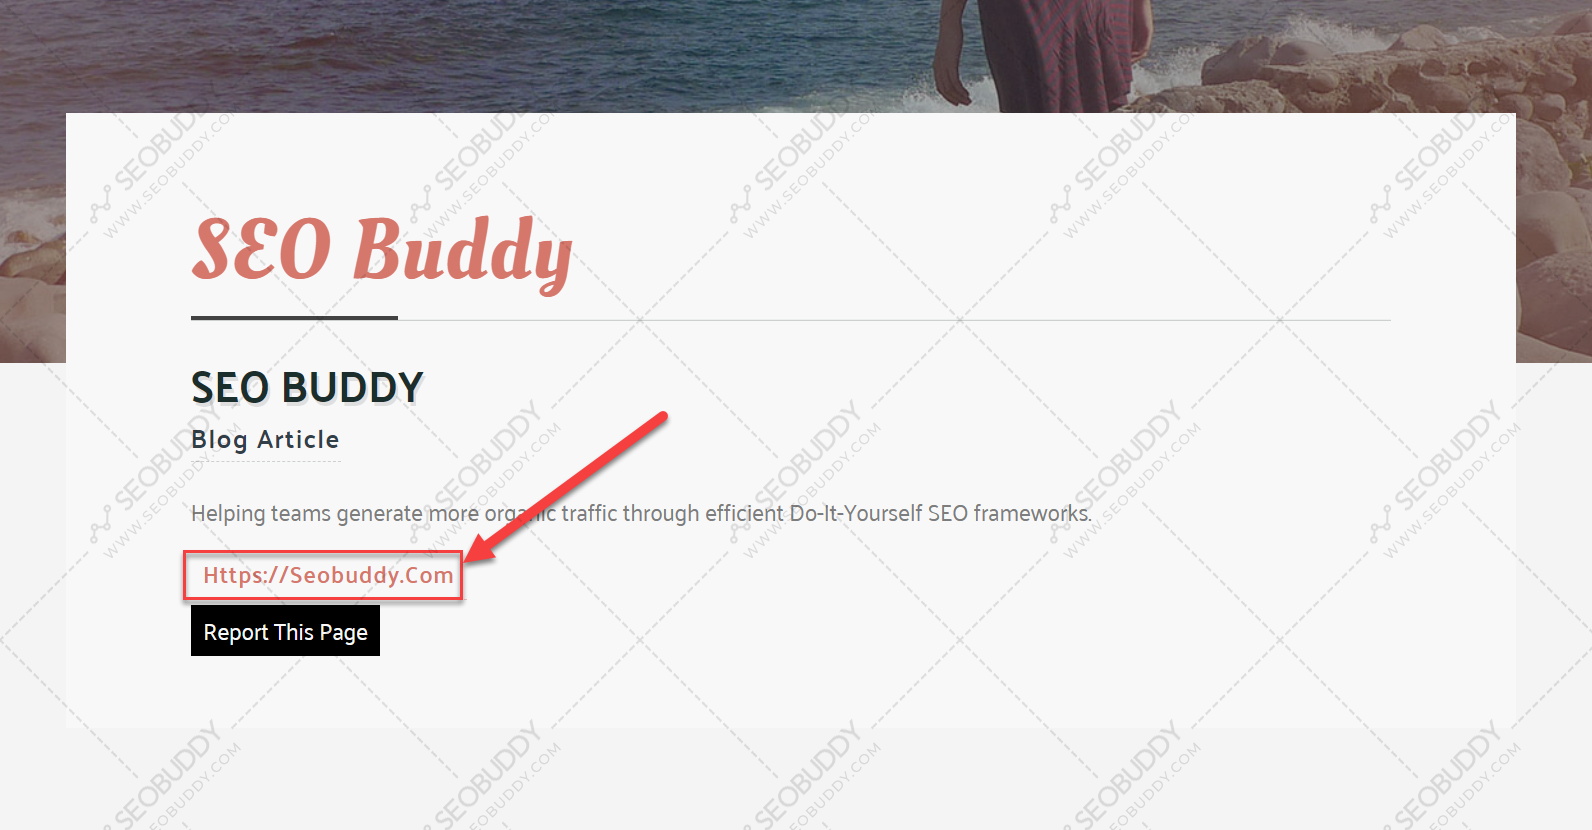 SEO Buddy
SEO BUDDY
Blog Article
Helping teams generate more organic traffic through efficient Do-It-Yourself SEO frameworks.
Https://Seobuddy.Com
Report This Page
SEOBUDDY
WWW.SEOBUDDY.COM